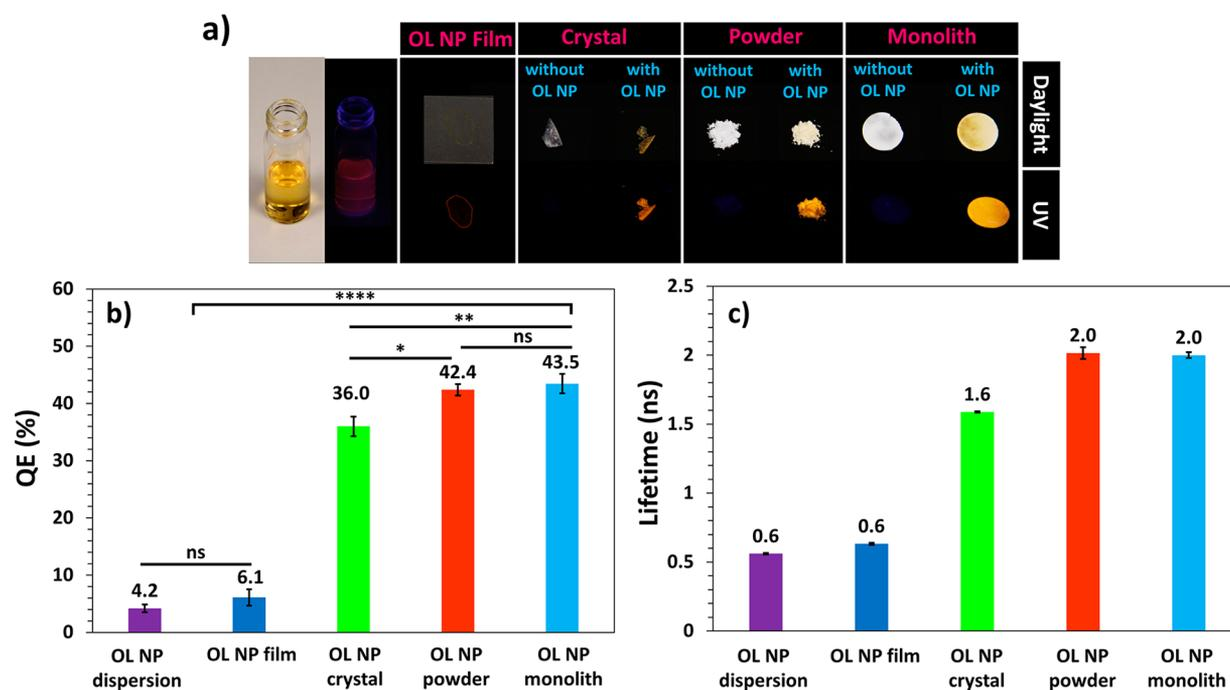 a)
OL NP Film
Crystal
Powder
Monolith
without
OL NP
with
OL NP
without
OL NP
with
OL NP
without
OL NP
with
OL NP
Daylight
UV
b)
QE (%)
60
50
40
30
20
10
0
****
**
ns
*
ns
4.2
6.1
36.0
42.4
43.5
OL NP
dispersion
OL NP film
OL NP
crystal
OL NP
powder
OL NP
monolith
c)
Lifetime (ns)
2.5
2
1.5
1
0.5
0
0.6
0.6
1.6
2.0
2.0
OL NP
dispersion
OL NP film
OL NP
crystal
OL NP
powder
OL NP
monolith